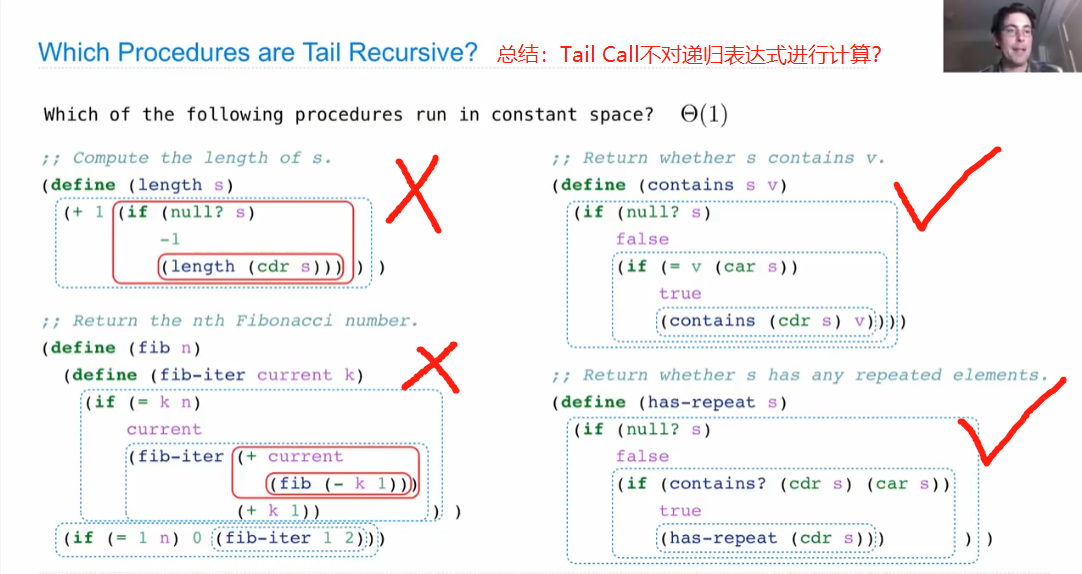 Which Procedures are Tail Recursive? 总结：Tail Call不对递归表达式进行计算？
Which of the following procedures run in constant space? Θ(1)
;; Compute the length of s.
(define (length s)
(+ 1 (if (null? s)
-1
(length (cdr s))) ) )
;; Return the nth Fibonacci number.
(define (fib n)
(define (fib-iter current k)
(if (= k n)
current
(fib-iter (+ current
(fib (- k 1)))
(+ k 1)) ) )
(if (= 1 n) 0 (fib-iter 1 2)))
;; Return whether s contains v.
(define (contains s v)
(if (null? s)
false
(if (= v (car s))
true
(contains (cdr s) v))))
;; Return whether s has any repeated elements.
(define (has-repeat s)
(if (null? s)
false
(if (contains? (cdr s) (car s))
true
(has-repeat (cdr s))) ) )